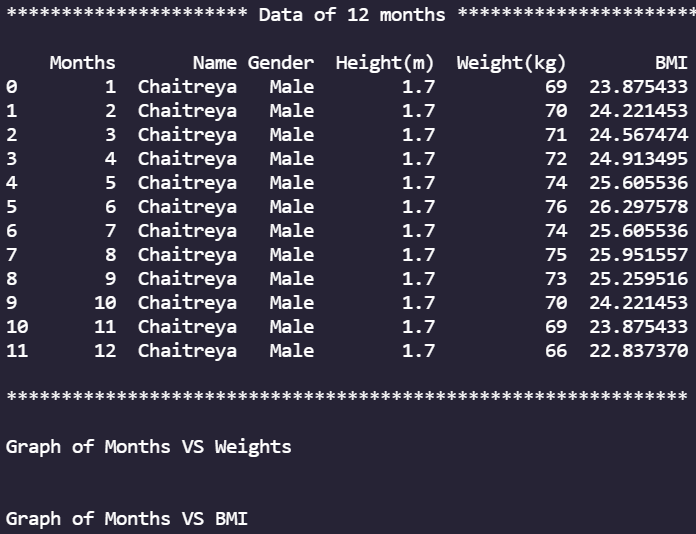 ********************** Data of 12 months **********************
Months Name Gender Height(m) Weight(kg) BMI
0 1 Chaitreya Male 1.7 69 23.875433
1 2 Chaitreya Male 1.7 70 24.221453
2 3 Chaitreya Male 1.7 71 24.567474
3 4 Chaitreya Male 1.7 72 24.913495
4 5 Chaitreya Male 1.7 74 25.605536
5 6 Chaitreya Male 1.7 76 26.297578
6 7 Chaitreya Male 1.7 74 25.605536
7 8 Chaitreya Male 1.7 75 25.951557
8 9 Chaitreya Male 1.7 73 25.259516
9 10 Chaitreya Male 1.7 70 24.221453
10 11 Chaitreya Male 1.7 69 23.875433
11 12 Chaitreya Male 1.7 66 22.837370
**************************************************************
Graph of Months VS Weights
Graph of Months VS BMI